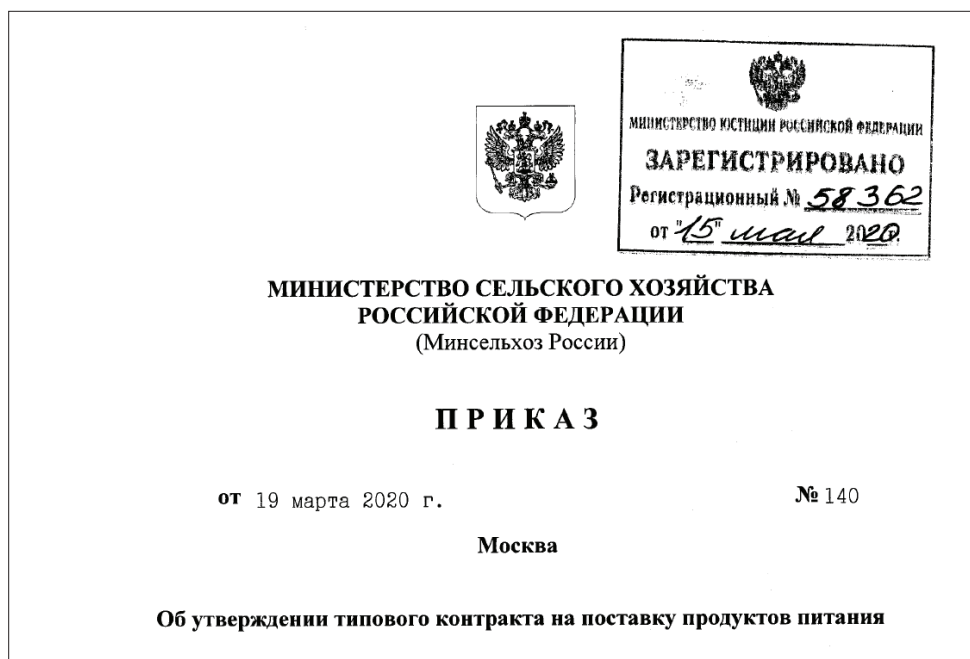 МИНИСТЕРСТВО ЮСТИЦИИ РОССИЙСКОЙ ФЕДЕРАЦИИ
ЗАРЕГИСТРИРОВАНО
Регистрационный № 58362
от "15" мая 2020.
МИНИСТЕРСТВО СЕЛЬСКОГО ХОЗЯЙСТВА
РОССИЙСКОЙ ФЕДЕРАЦИИ
(Минсельхоз России)
ПРИКАЗ
от 19 марта 2020 г. № 140
Москва
Об утверждении типового контракта на поставку продуктов питания